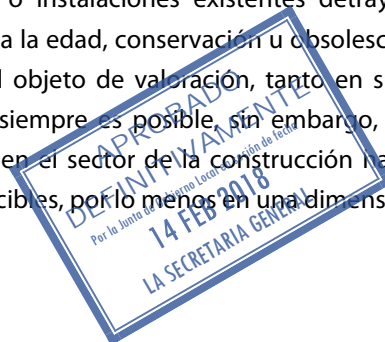 o instalaciones existentes detray
a la edad, conservación u obsolesc
l objeto de valoración, tanto en s
siempre es posible, sin embargo,
en el sector de la construcción ha
cibles, por lo menos en una dimens
APROBADO
DEFINITIVAMENTE
Por la Junta de Gobierno Local en sesión de fecha
14 FEB 2018
LA SECRETARIA GENERAL